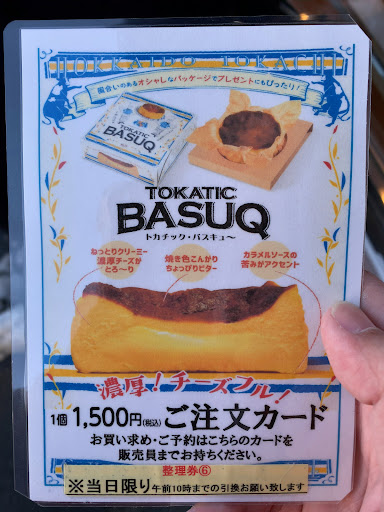 HOKKAIDO TOKACHI
風合いのあるオシャレなパッケージでプレゼントにもぴったり!
TOKATIC
BASUQ
TOKATIC
BASUQ
トカチック・バスキュ〜
ねっとりクリーミー
濃厚チーズが
とろ〜り
焼き色こんがり
ちょっぴりビター
カラメルソースの
苦みがアクセント
濃厚!チーズフル!
1個1,500円(税込)ご注文カード
お買い求め・ご予約はこちらのカードを
販売員までお持ちください。
整理券⑥
※当日限り 午前10時までの引換お願い致します